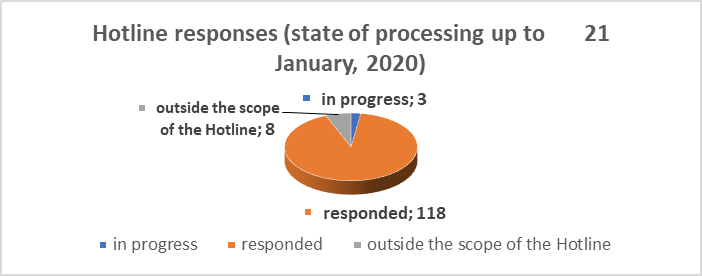 Hotline responses (state of processing up to 21
January, 2020)
in progress; 3
outside the scope
of the Hotline; 8
responded; 118
in progress responded outside the scope of the Hotline